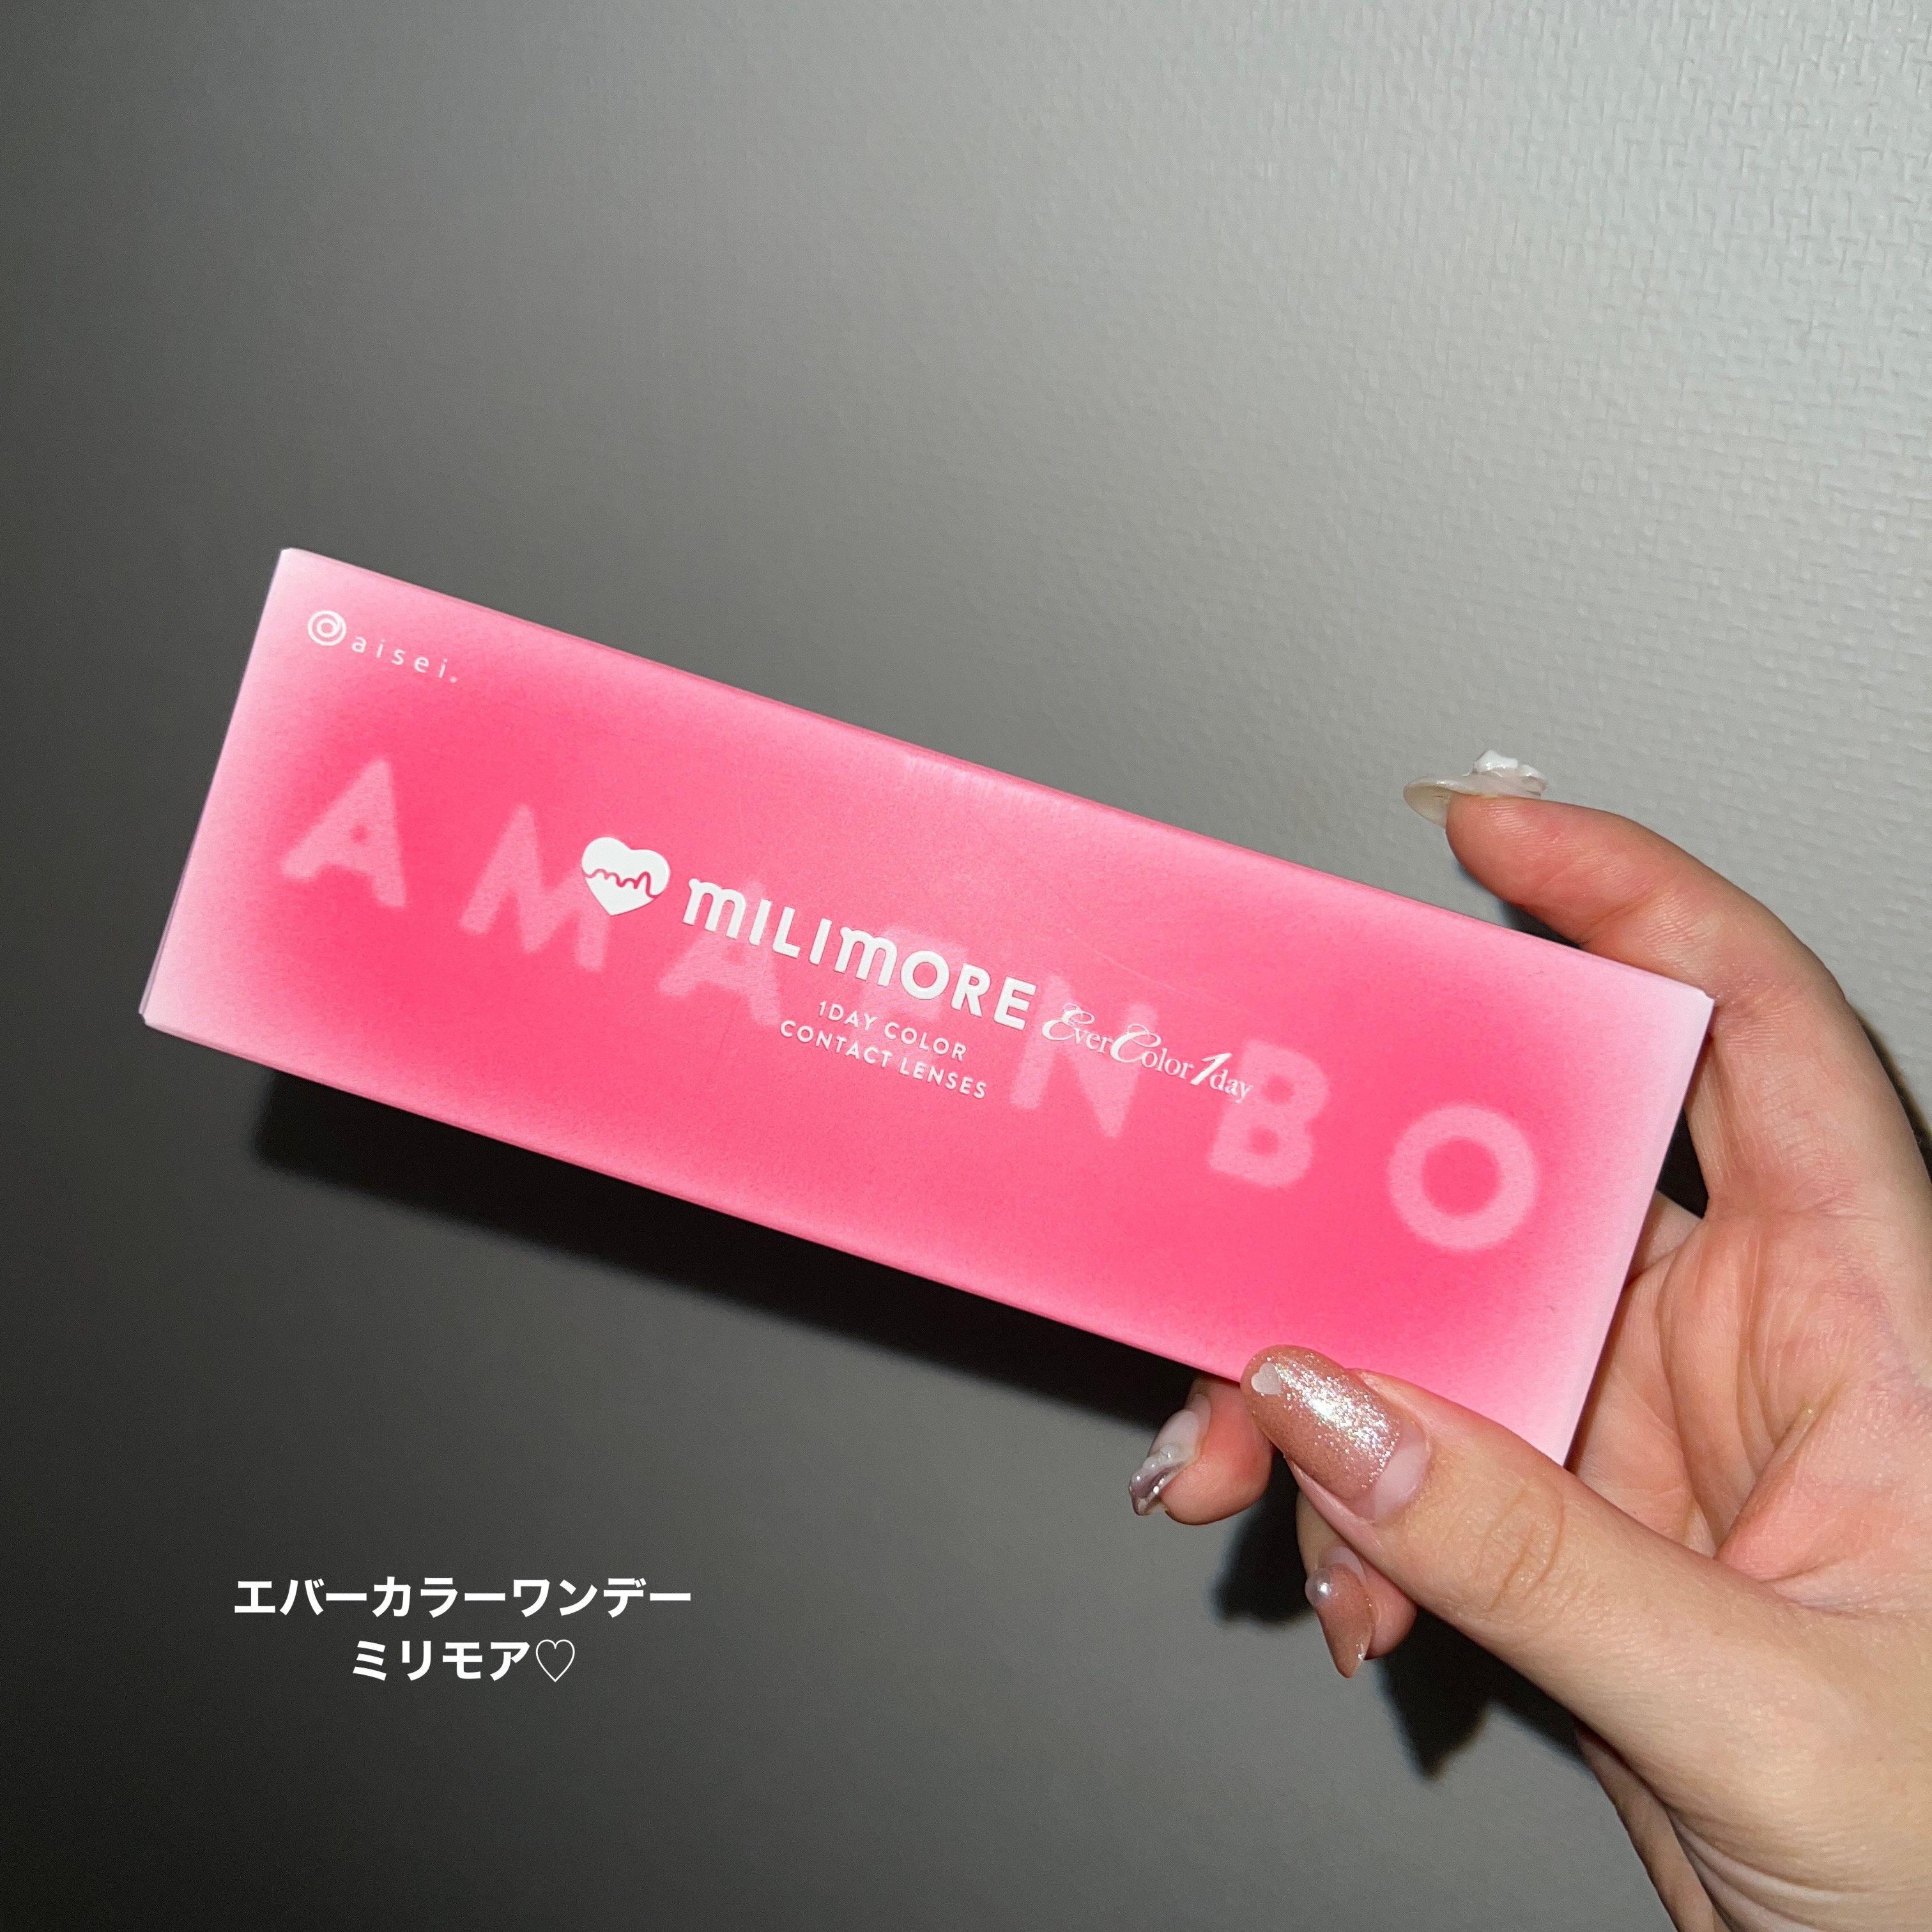 aisei.
AMAENBO
MILIMORE
EverColor1day
1DAY COLOR
CONTACT LENSES
エバーカラーワンデー
ミリモア♡